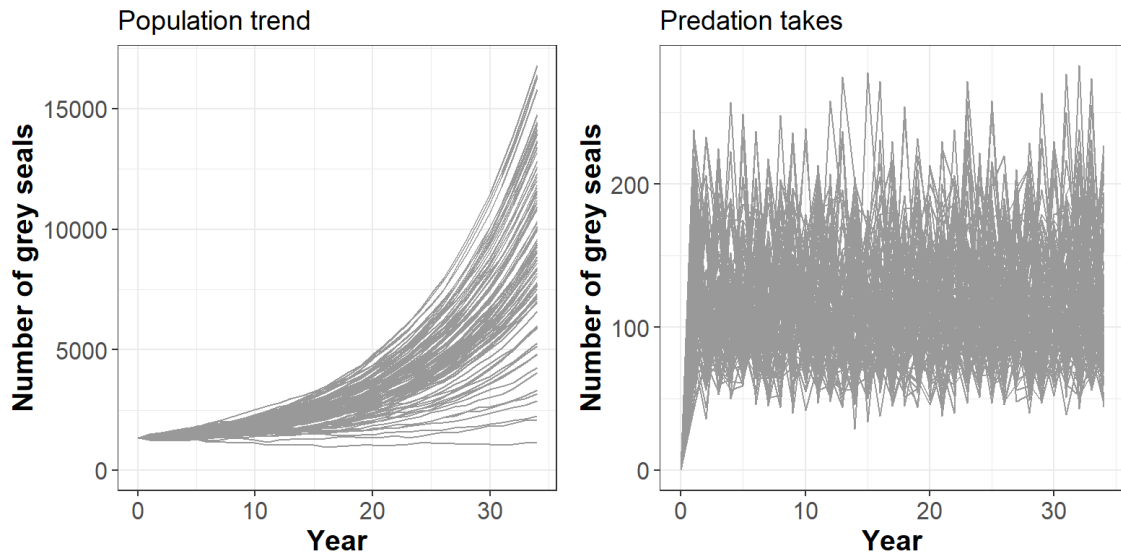 Population trend
Number of grey seals
15000
10000
5000
0
0 10 20 30
Year
Predation takes
Number of grey seals
200
100
0
0 10 20 30
Year